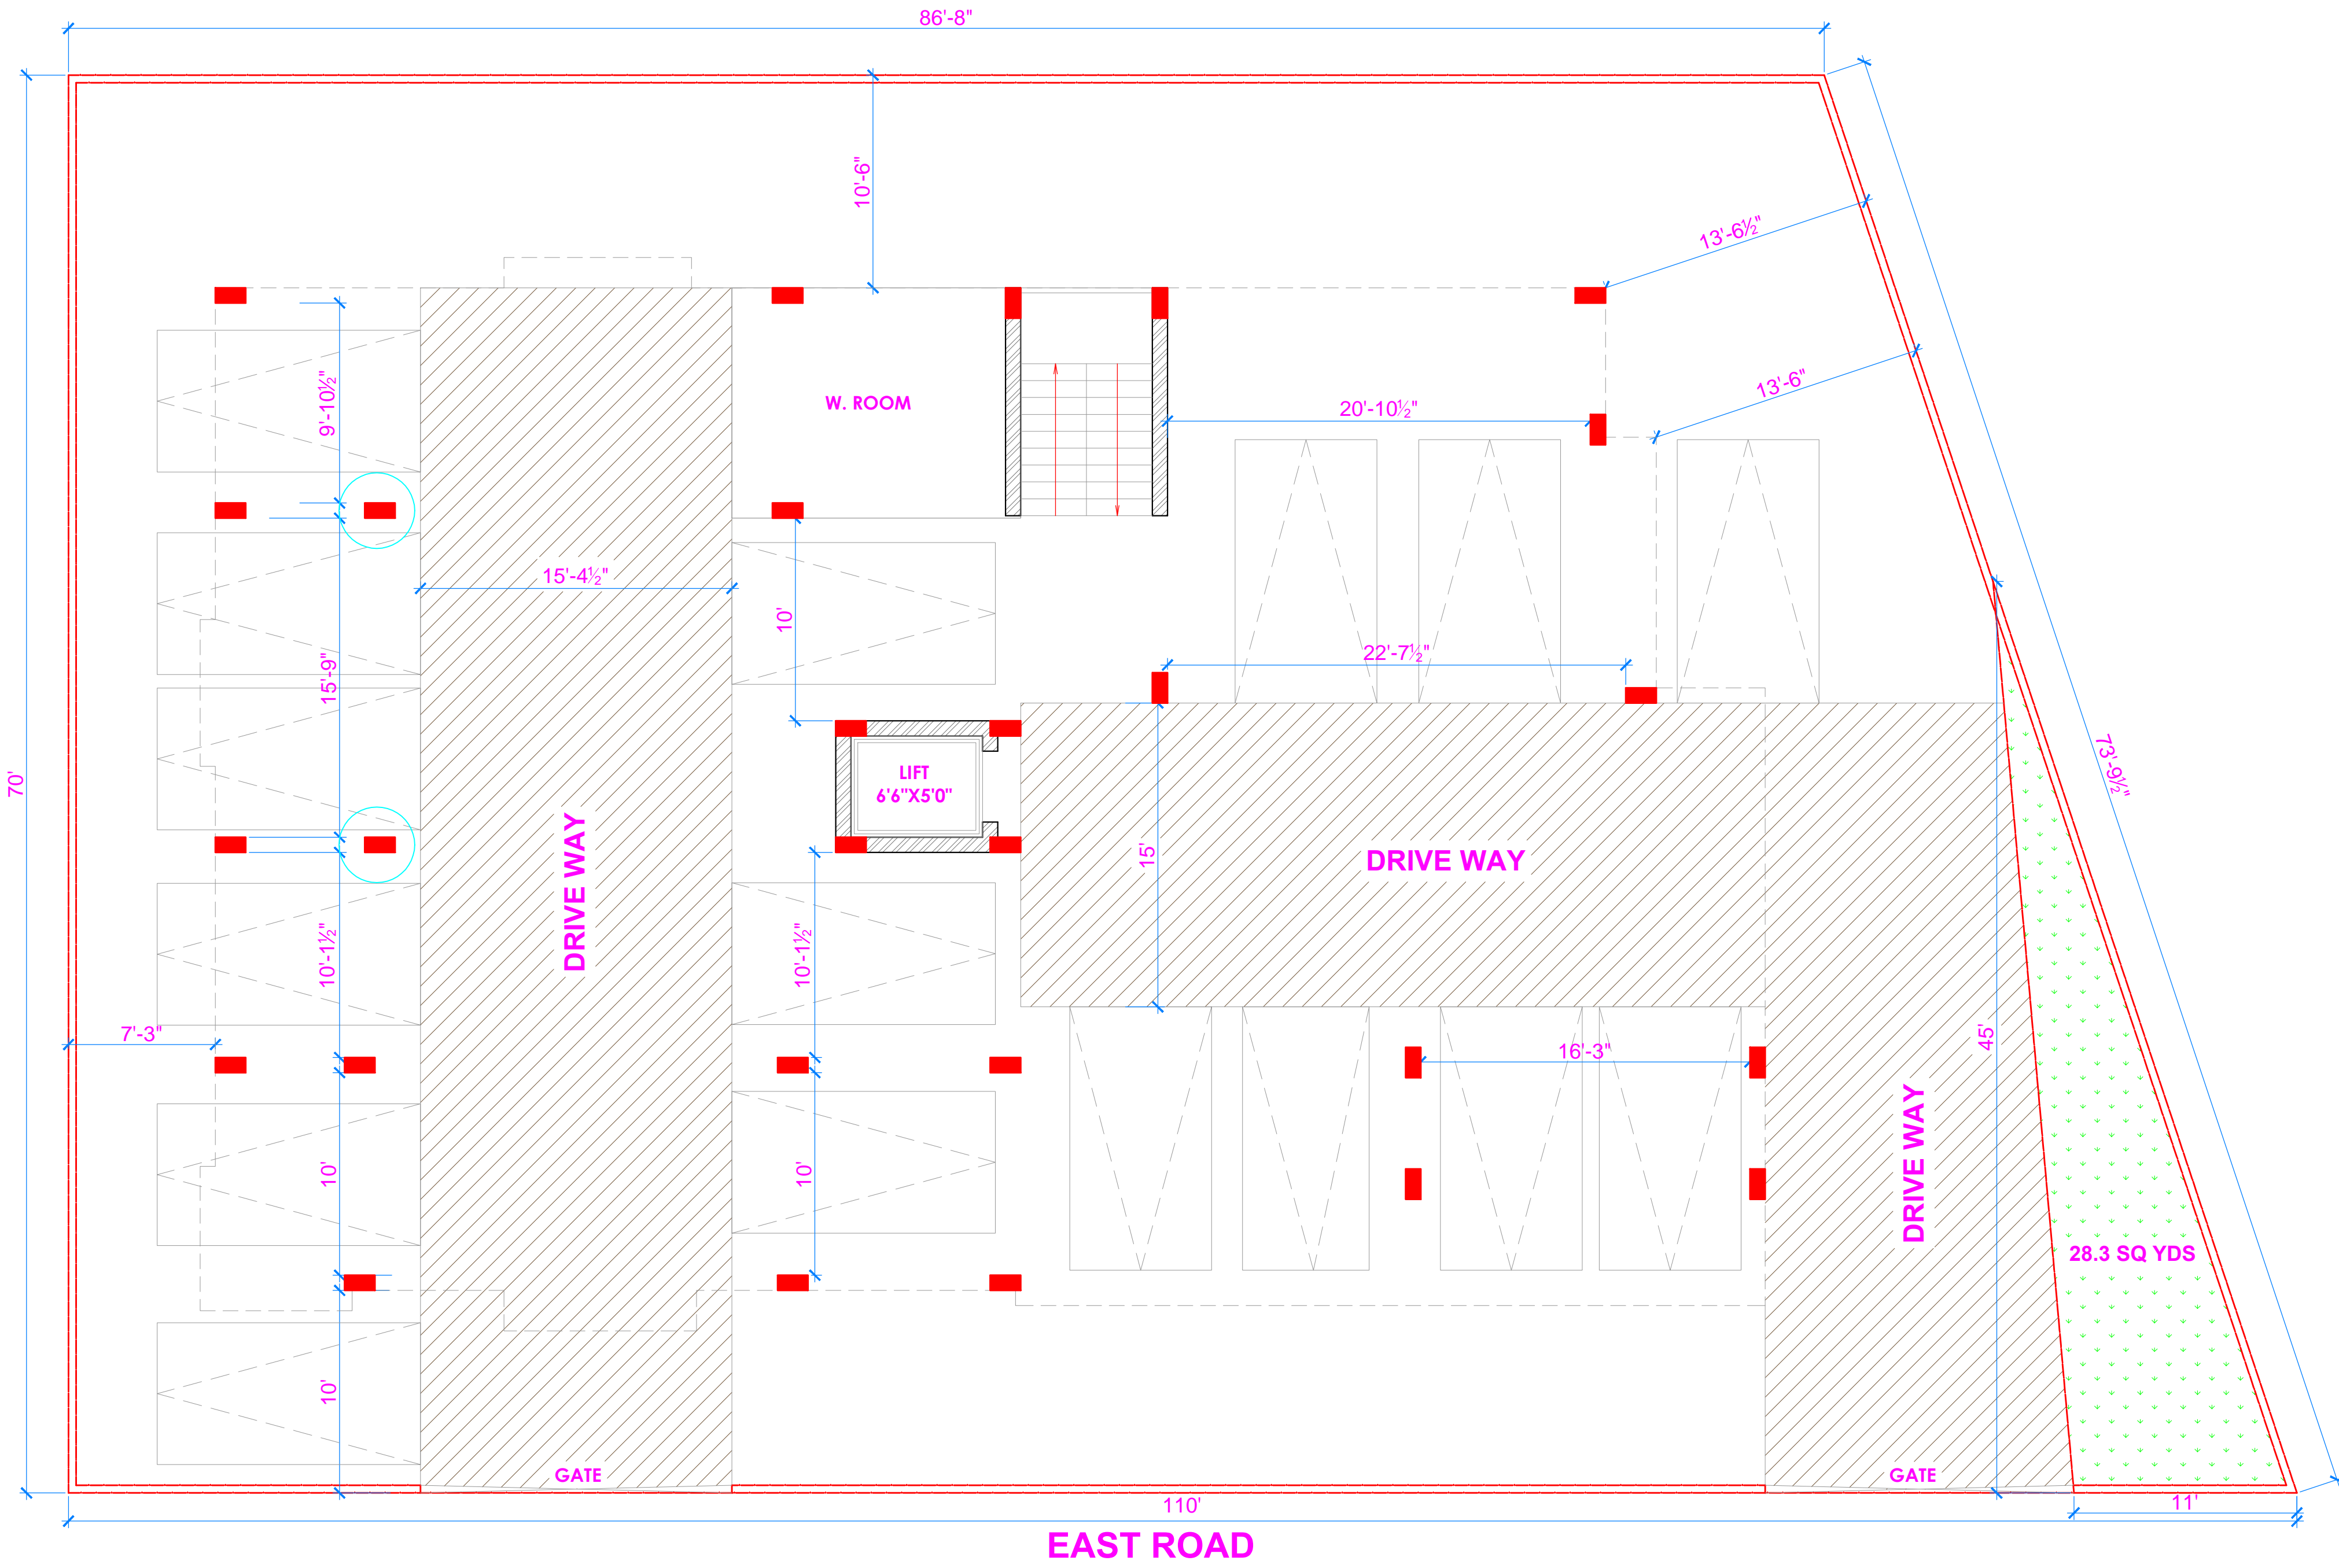 86'-8"
10'-6"
13'-6½"
9'-10½"
W. ROOM
20'-10½"
13'-6"
15'-4½"
10'
15'-9"
22'-7½"
70'
LIFT
6'6"X5'0"
73'-9½"
DRIVE WAY
15'
DRIVE WAY
10'-1½"
10'-1½"
7'-3"
16'-3"
45'
DRIVE WAY
10'
10'
28.3 SQ YDS
10'
GATE
GATE
110'
11'
EAST ROAD